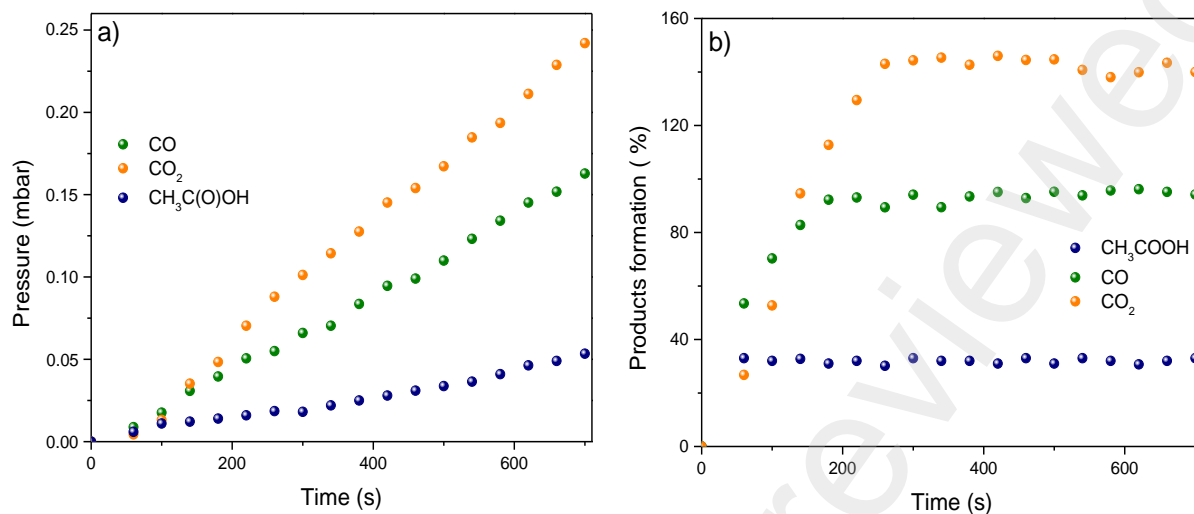 a)
0.25
0.20
0.15
0.10
0.05
0.00
Pressure (mbar)
CO
CO₂
CH₃C(O)OH
0
200
400
600
Time (s)
b)
160
120
80
40
0
Products formation ( %)
CH₃COOH
CO
CO₂
0
200
400
600
Time (s)
reviewed